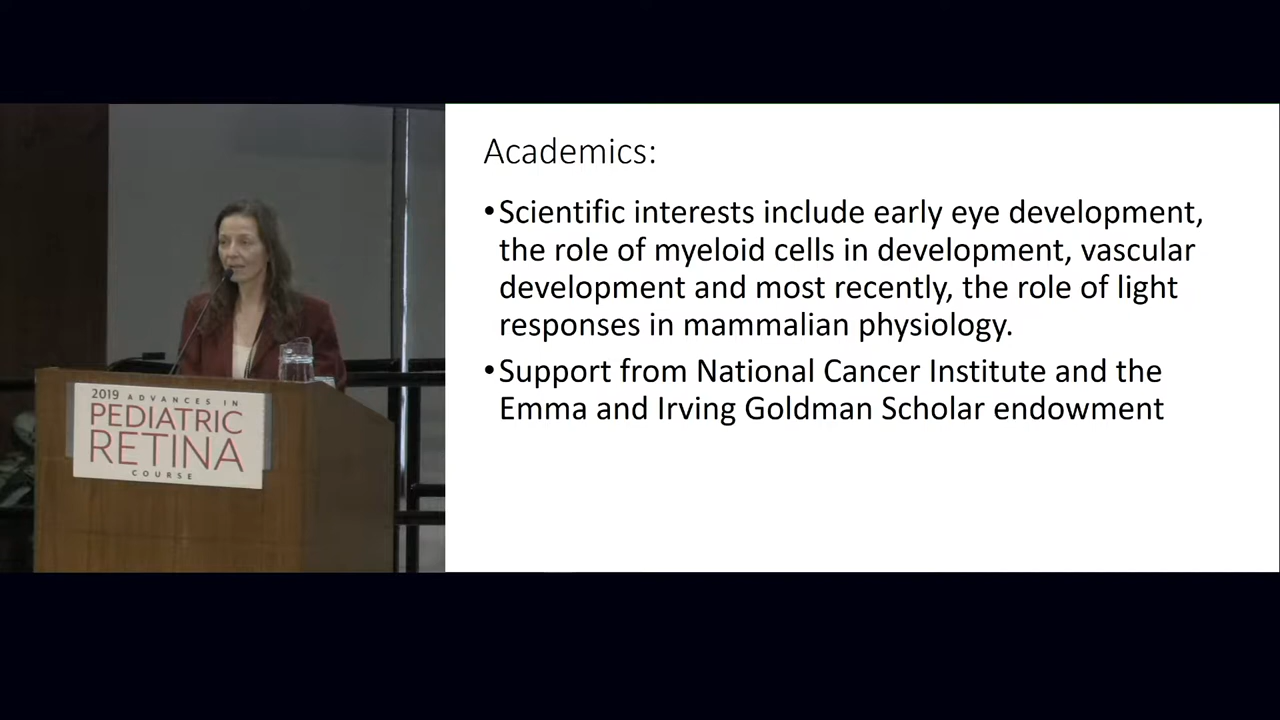 2019 ADVANCES IN
PEDIATRIC
RETINA
COURSE
Academics:
•Scientific interests include early eye development,
the role of myeloid cells in development, vascular
development and most recently, the role of light
responses in mammalian physiology.
•Support from National Cancer Institute and the
Emma and Irving Goldman Scholar endowment